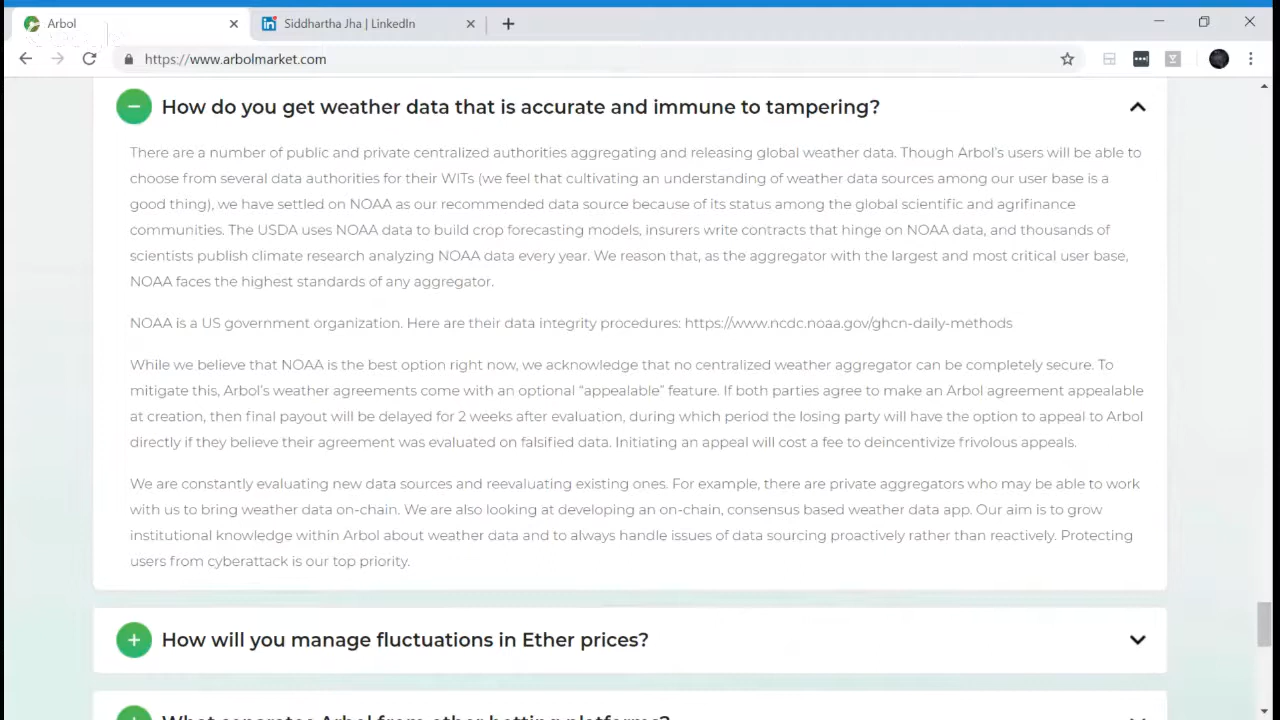 Arbol
Siddhartha Jha | LinkedIn
https://www.arbolmarket.com
How do you get weather data that is accurate and immune to tampering?
There are a number of public and private centralized authorities aggregating and releasing global weather data. Though Arbol's users will be able to
choose from several data authorities for their WITs (we feel that cultivating an understanding of weather data sources among our user base is a
good thing), we have settled on NOAA as our recommended data source because of its status among the global scientific and agrifinance
communities. The USDA uses NOAA data to build crop forecasting models, insurers write contracts that hinge on NOAA data, and thousands of
scientists publish climate research analyzing NOAA data every year. We reason that, as the aggregator with the largest and most critical user base,
NOAA faces the highest standards of any aggregator.
NOAA is a US government organization. Here are their data integrity procedures: https://www.ncdc.noaa.gov/ghcn-daily-methods
While we believe that NOAA is the best option right now, we acknowledge that no centralized weather aggregator can be completely secure. To
mitigate this, Arbol's weather agreements come with an optional “appealable” feature. If both parties agree to make an Arbol agreement appealable
at creation, then final payout will be delayed for 2 weeks after evaluation, during which period the losing party will have the option to appeal to Arbol
directly if they believe their agreement was evaluated on falsified data. Initiating an appeal will cost a fee to deincentivize frivolous appeals.
We are constantly evaluating new data sources and reevaluating existing ones. For example, there are private aggregators who may be able to work
with us to bring weather data on-chain. We are also looking at developing an on-chain, consensus based weather data app. Our aim is to grow
institutional knowledge within Arbol about weather data and to always handle issues of data sourcing proactively rather than reactively. Protecting
users from cyberattack is our top priority.
How will you manage fluctuations in Ether prices?
What separates Arbol from other betting platforms?